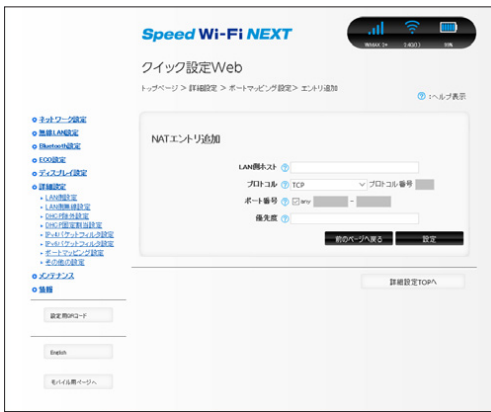 Speed Wi-Fi NEXT
WiMAX 2+
2.4G(1)
クイック設定Web
トップページ > 詳細設定 > ポートマッピング設定 > エントリ追加
? :ヘルプ表示
ネットワーク設定
無線LAN設定
Bluetooth設定
ECO設定
ディスプレイ設定
詳細設定
LAN側設定
LAN側無線設定
DHCP除外設定
DHCP固定割当設定
IPv4パケットフィルタ設定
IPv6パケットフィルタ設定
ポートマッピング設定
その他の設定
メンテナンス
情報
設定用QRコード
English
モバイル用ページへ
NATエントリ追加
LAN側ホスト ?
プロトコル ? TCP プロトコル番号
ポート番号 ? any -
優先度 ?
前のページへ戻る 設定
詳細設定TOPへ